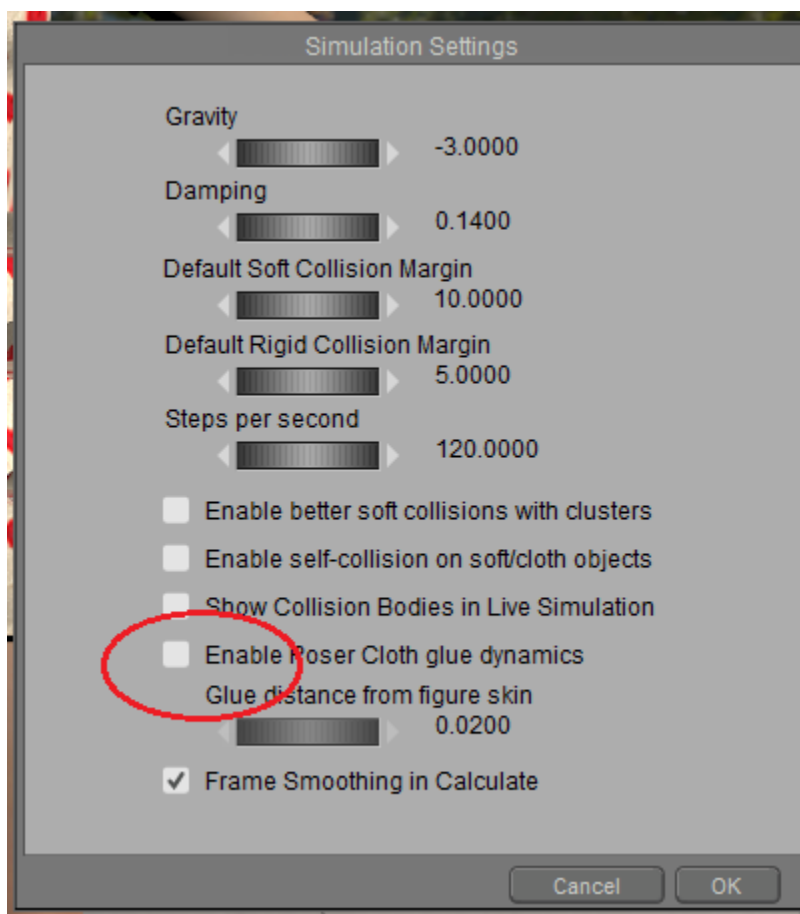 Simulation Settings
Gravity
-3.0000
Damping
0.1400
Default Soft Collision Margin
10.0000
Default Rigid Collision Margin
5.0000
Steps per second
120.0000
Enable better soft collisions with clusters
Enable self-collision on soft/cloth objects
Show Collision Bodies in Live Simulation
Enable Poser Cloth glue dynamics
Glue distance from figure skin
0.0200
Frame Smoothing in Calculate
Cancel OK